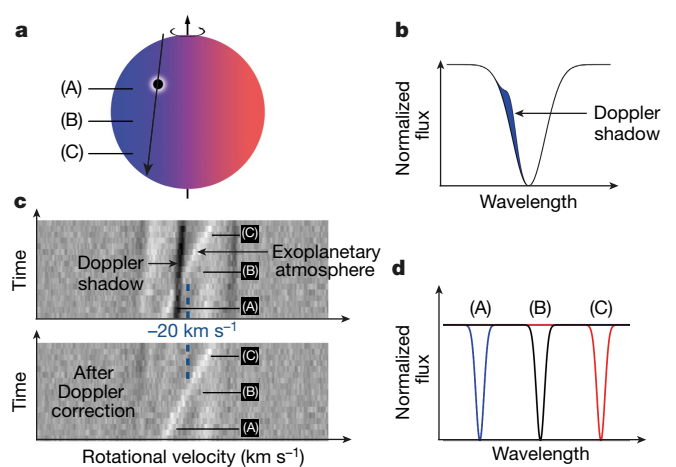 a
(A)
(B)
(C)
b
Normalized
flux
Doppler
shadow
Wavelength
c
Time
Doppler
shadow
(C)
Exoplanetary
atmosphere
(B)
(A)
–20 km s–1
Time
After
Doppler
correction
(C)
(B)
(A)
Rotational velocity (km s–1)
d
Normalized
flux
(A) (B) (C)
Wavelength